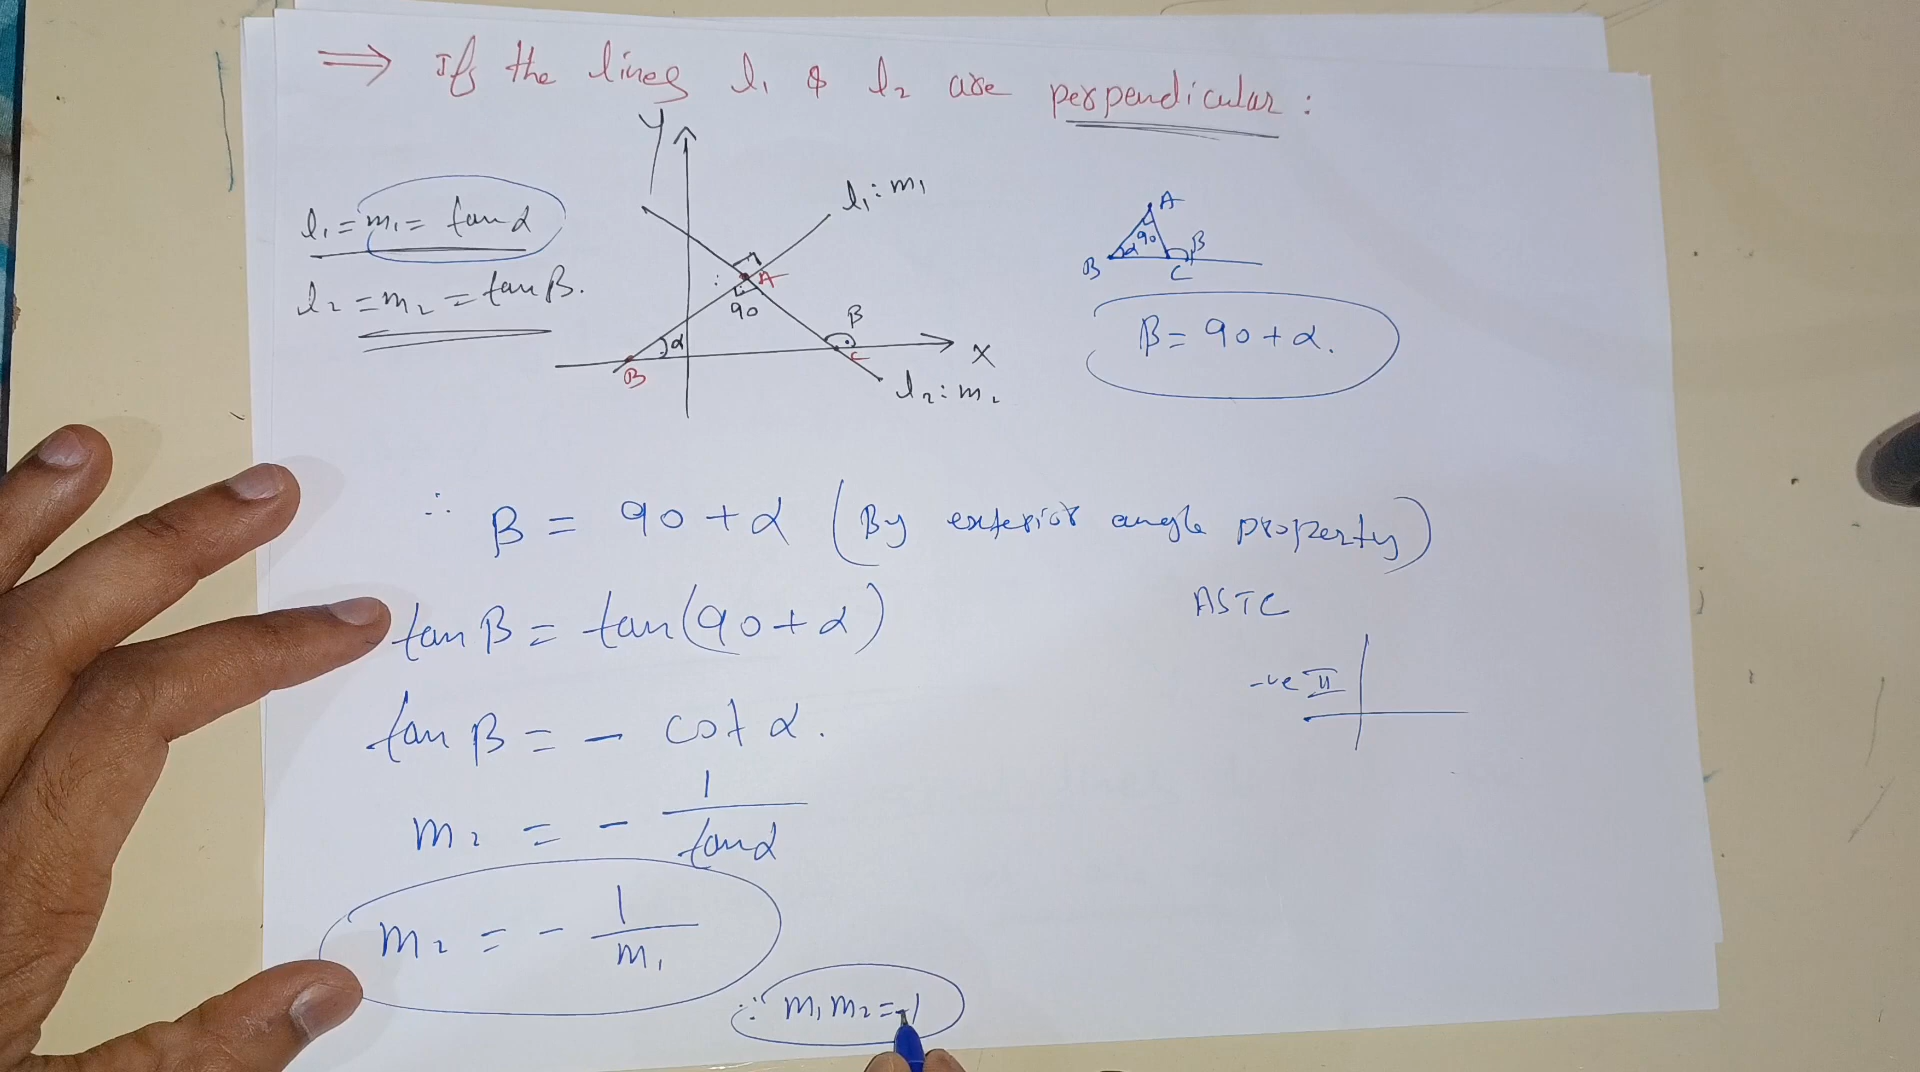 ⇒ If the lines l₁ & l₂ are perpendicular :
Y
l₁ : m₁
l₁ = m₁ = tan α
l₂ = m₂ = tan β.
A
90
α
β
B
C
X
l₂ : m₂
A
90
α
β
B
C
β = 90 + α.
∴ β = 90 + α (By exterior angle property)
tan β = tan(90 + α)
ASTC
-ve II
tan β = - cot α.
m₂ = - 1/tan α
m₂ = - 1/m₁
∴ m₁ m₂ = -1